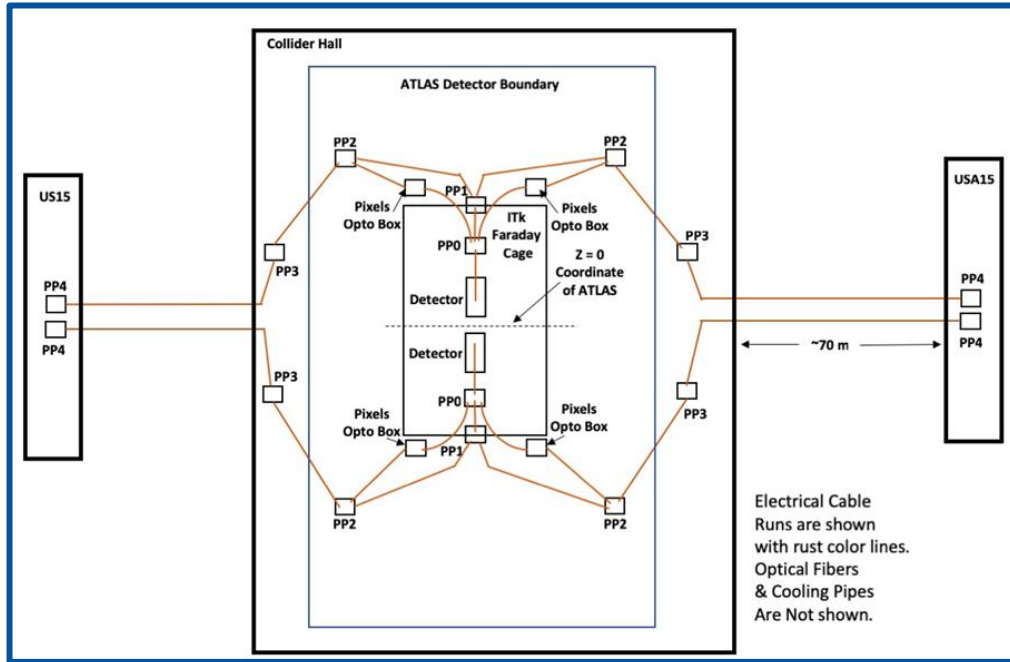 Collider Hall
ATLAS Detector Boundary
PP2
PP2
US15
USA15
Pixels
Opto Box
PP1
Pixels
Opto Box
ITk
Faraday
Cage
PP0
PP3
PP3
Z = 0
Coordinate
of ATLAS
PP4
PP4
Detector
PP4
PP4
~70 m
Detector
PP3
PP3
PP0
Pixels
Opto Box
Pixels
Opto Box
PP1
PP2
PP2
Electrical Cable
Runs are shown
with rust color lines.
Optical Fibers
& Cooling Pipes
Are Not shown.